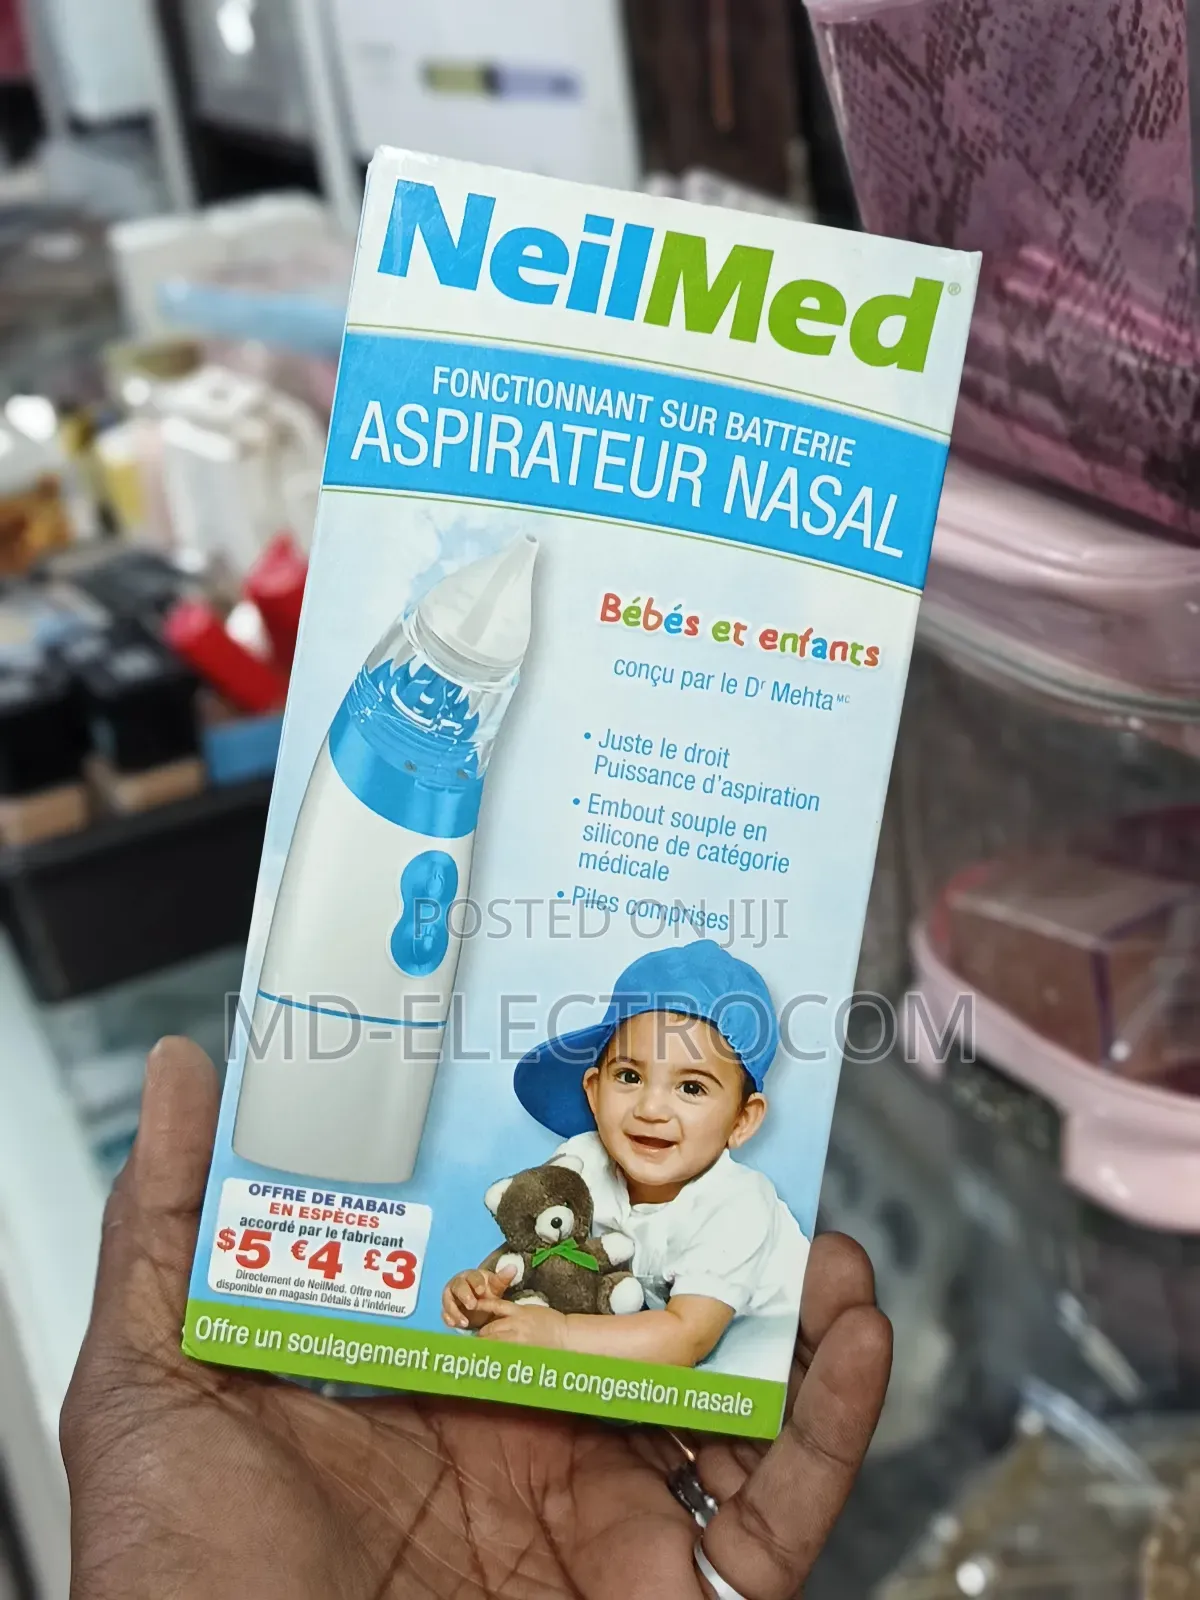 NeilMed®
FONCTIONNANT SUR BATTERIE
ASPIRATEUR NASAL
Bébés et enfants
conçu par le Dr Mehta MC
• Juste le droit
Puissance d'aspiration
• Embout souple en
silicone de catégorie
médicale
• Piles comprises
POSTED ON JIJI
MD-ELECTROCOM
OFFRE DE RABAIS
EN ESPÈCES
accordé par le fabricant
$5 €4 £3
Directement de NeilMed. Offre non
disponible en magasin Détails à l'intérieur.
Offre un soulagement rapide de la congestion nasale